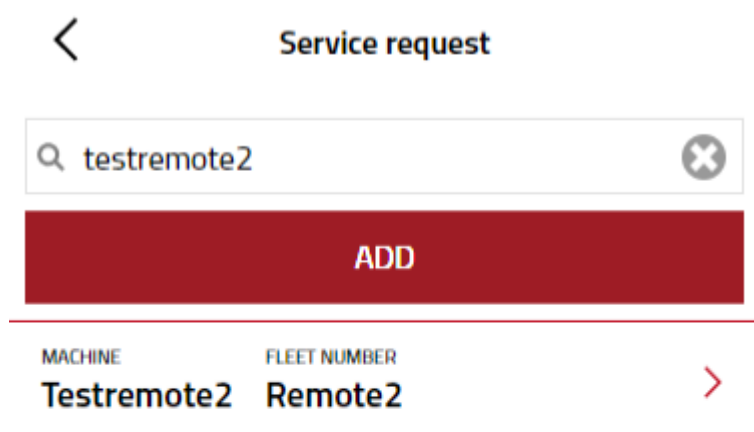 Service request
testremote2
ADD
MACHINE FLEET NUMBER
Testremote2 Remote2